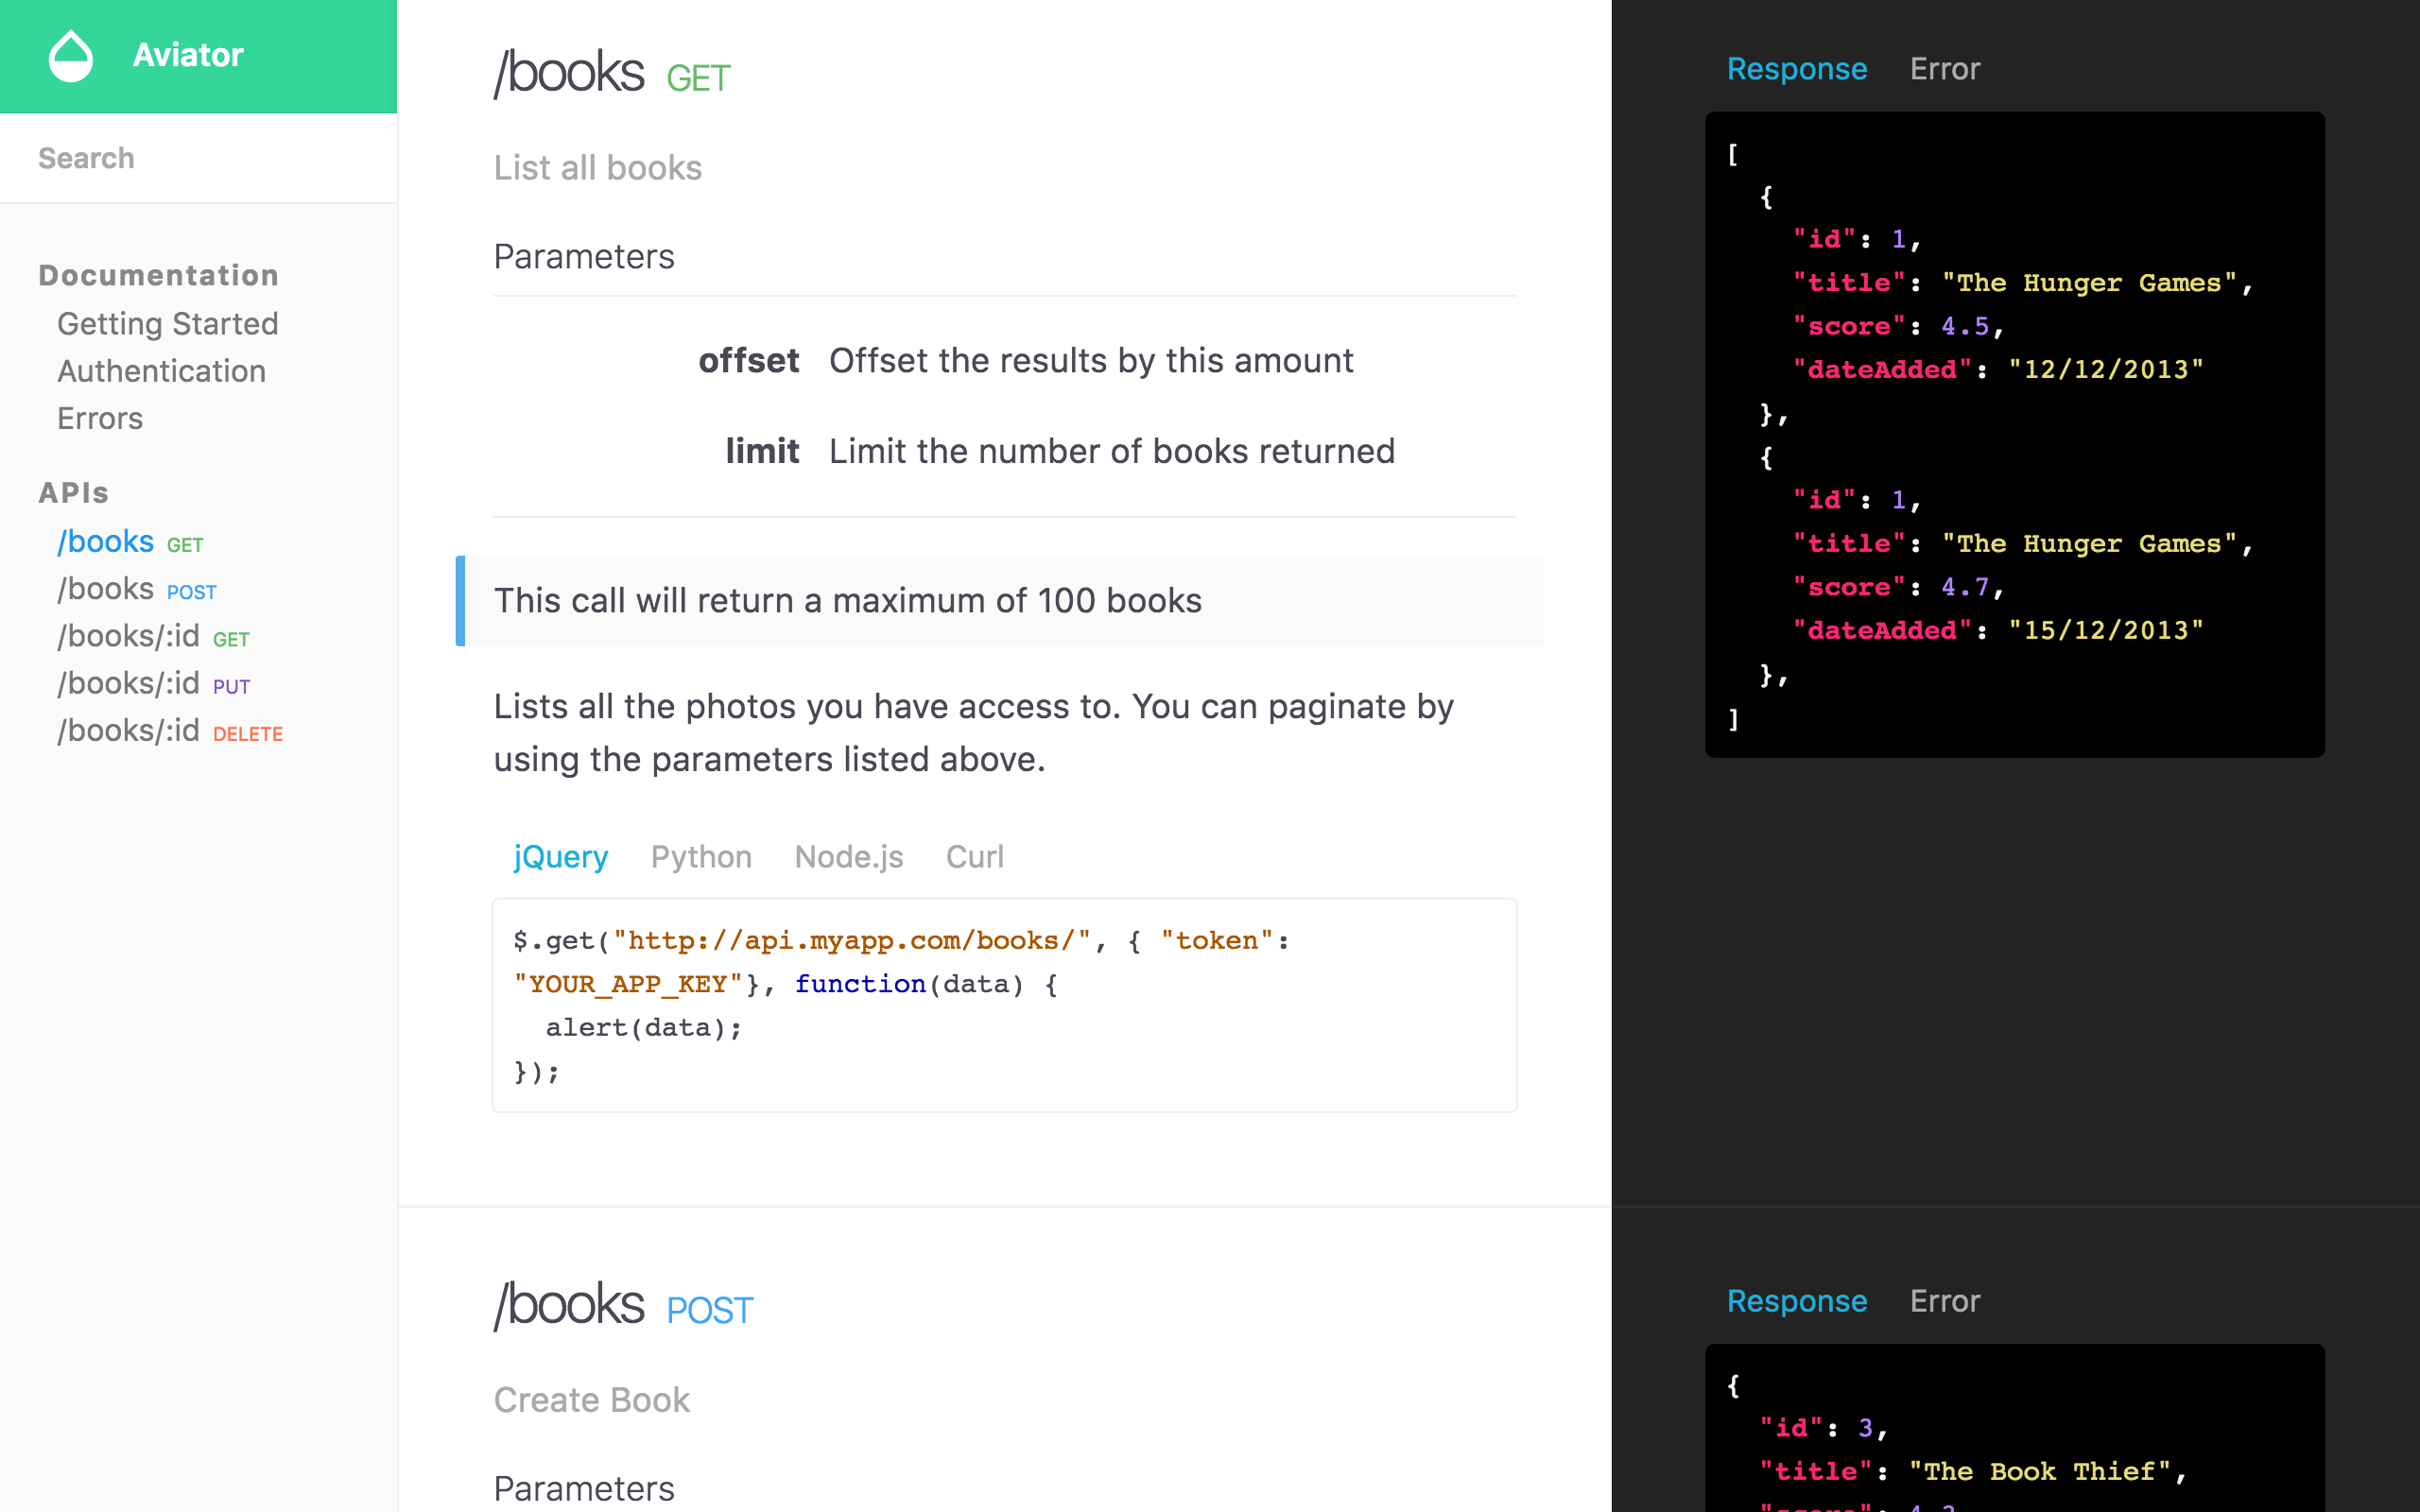 Aviator
Search
Documentation
Getting Started
Authentication
Errors
APIs
/books GET
/books POST
/books/:id GET
/books/:id PUT
/books/:id DELETE
/books GET
List all books
Parameters
offset Offset the results by this amount
limit Limit the number of books returned
This call will return a maximum of 100 books
Lists all the photos you have access to. You can paginate by
using the parameters listed above.
jQuery Python Node.js Curl
$.get("http://api.myapp.com/books/", { "token":
"YOUR_APP_KEY"}, function(data) {
  alert(data);
});
/books POST
Create Book
Parameters
Response Error
[
  {
    "id": 1,
    "title": "The Hunger Games",
    "score": 4.5,
    "dateAdded": "12/12/2013"
  },
  {
    "id": 1,
    "title": "The Hunger Games",
    "score": 4.7,
    "dateAdded": "15/12/2013"
  },
]
Response Error
{
  "id": 3,
  "title": "The Book Thief",